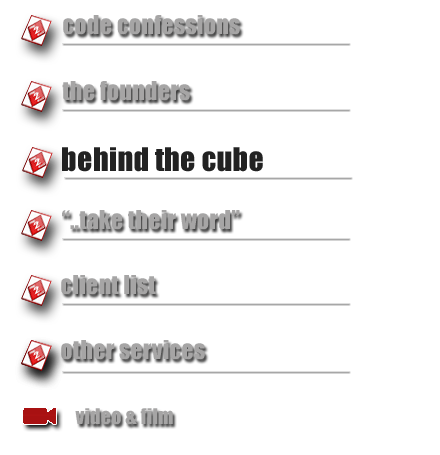 code confessions
the founders
behind the cube
“..take their word”
client list
other services
video & film